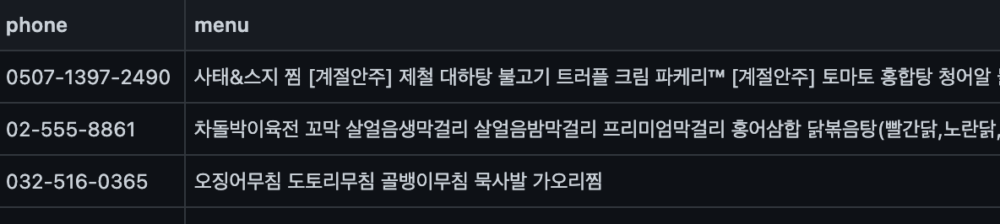 phone menu
0507-1397-2490 사태&스지 찜 [계절안주] 제철 대하탕 불고기 트러플 크림 파케리™ [계절안주] 토마토 홍합탕 청어알
02-555-8861 차돌박이육전 꼬막 살얼음생막걸리 살얼음밤막걸리 프리미엄막걸리 홍어삼합 닭볶음탕(빨간닭,노란닭,
032-516-0365 오징어무침 도토리무침 골뱅이무침 묵사발 가오리찜